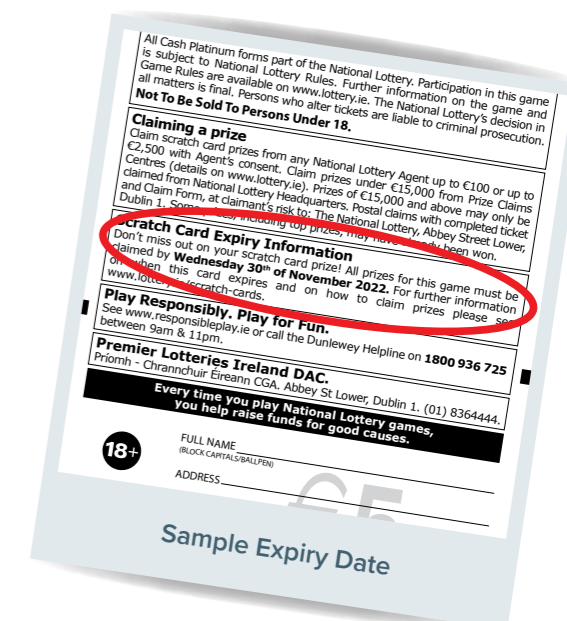 All Cash Platinum forms part of the National Lottery. Participation in this game
is subject to National Lottery Rules. Further information on the game and
Game Rules are available on www.lottery.ie. The National Lottery's decision in
all matters is final. Persons who alter tickets are liable to criminal prosecution.
Not To Be Sold To Persons Under 18.
Claiming a prize
Claim scratch card prizes from any National Lottery Agent up to €100 or up to
€2,500 with Agent's consent. Claim prizes under €15,000 from Prize Claims
Centres (details on www.lottery.ie). Prizes of €15,000 and above may only be
claimed from National Lottery Headquarters. Postal claims with completed ticket
and Claim Form, at claimant's risk to: The National Lottery, Abbey Street Lower,
Dublin 1. Some prizes, including top prizes, may have already been won.
Scratch Card Expiry Information
Don't miss out on your scratch card prize! All prizes for this game must be
claimed by Wednesday 30th of November 2022. For further information
on when this card expires and on how to claim prizes please see
www.lottery.ie/scratch-cards.
Play Responsibly. Play for Fun.
See www.responsibleplay.ie or call the Dunlewey Helpline on 1800 936 725
between 9am & 11pm.
Premier Lotteries Ireland DAC.
Príomh - Chrannchuir Éireann CGA. Abbey St Lower, Dublin 1. (01) 8364444.
Every time you play National Lottery games,
you help raise funds for good causes.
18+
FULL NAME
(BLOCK CAPITALS/BALLPEN)
ADDRESS
€5
Sample Expiry Date